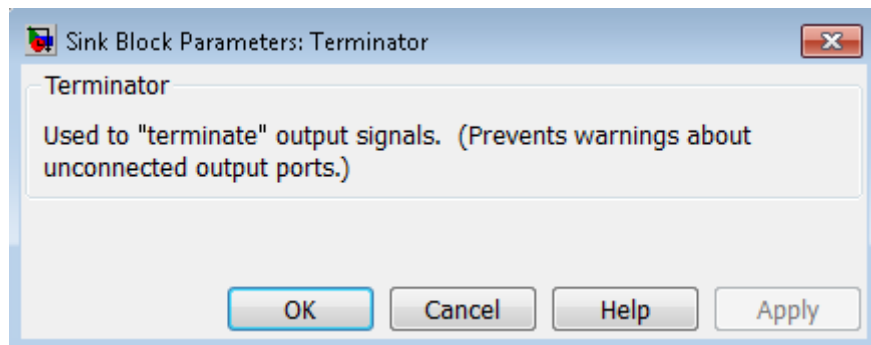 Sink Block Parameters: Terminator
Terminator
Used to "terminate" output signals.  (Prevents warnings about
unconnected output ports.)
OK Cancel Help Apply